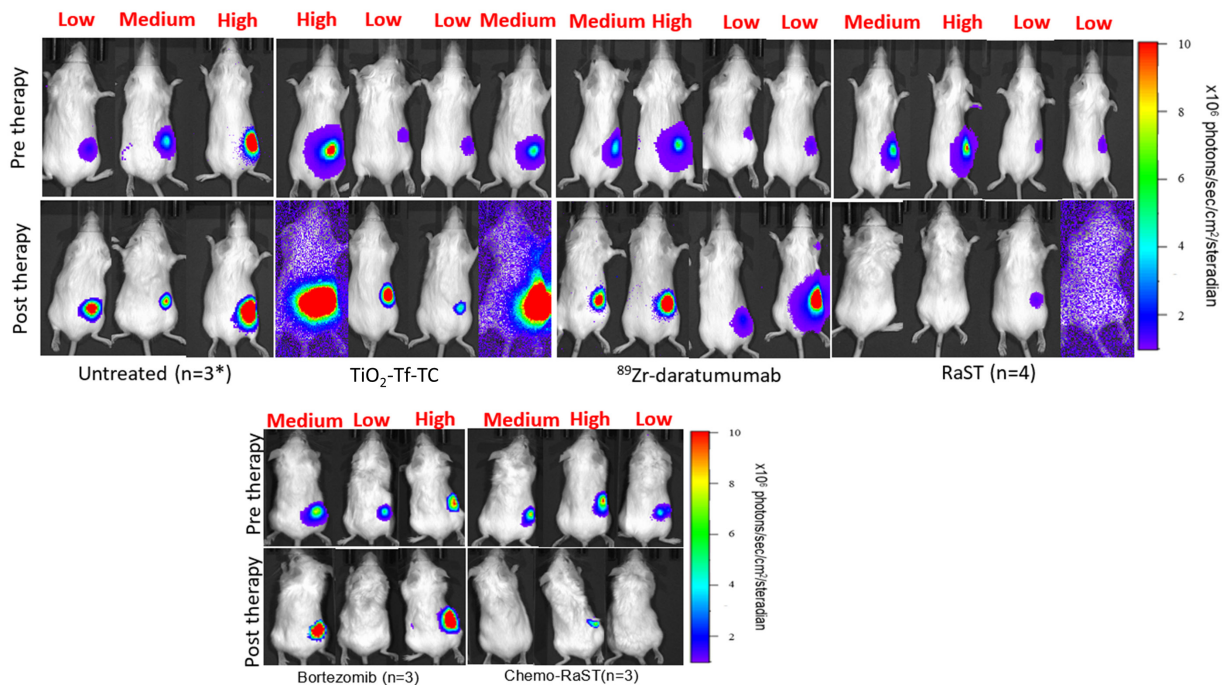 Low Medium High High Low Low Medium Medium High Low Low Medium High Low Low
Pre therapy
Post therapy
10
8
6
4
2
x10⁶ photons/sec/cm²/steradian
Untreated (n=3*) TiO₂-Tf-TC ⁸⁹Zr-daratumumab RaST (n=4)
Medium Low High Medium High Low
Pre therapy
Post therapy
10
8
6
4
2
x10⁶ photons/sec/cm²/steradian
Bortezomib (n=3) Chemo-RaST(n=3)